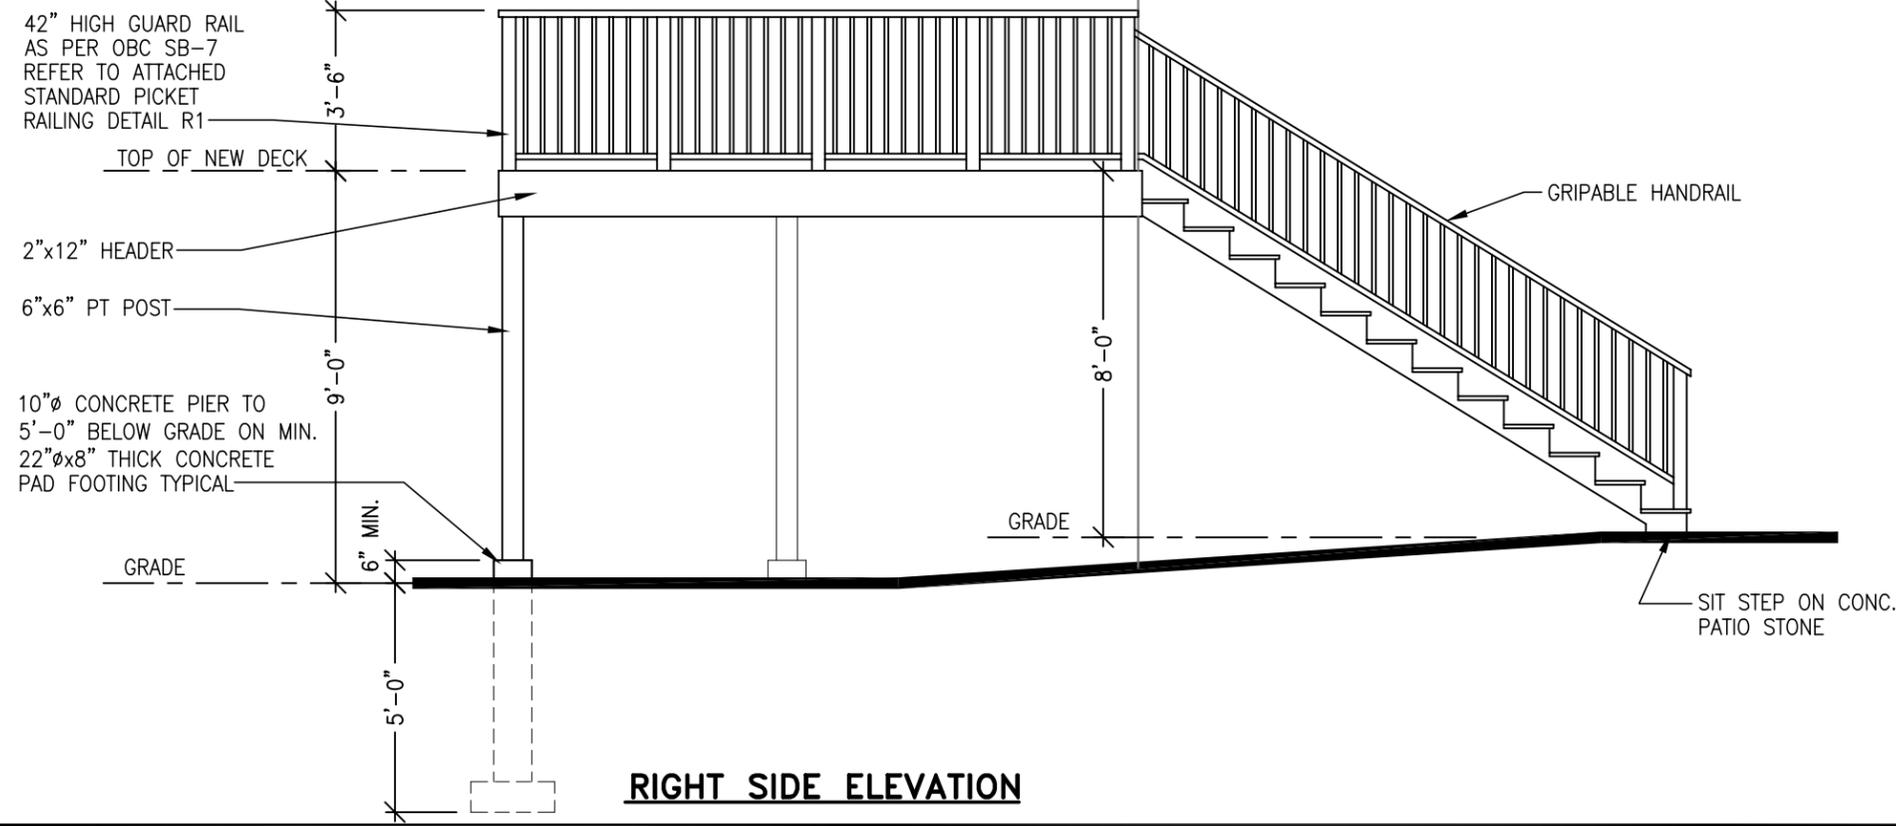 42" HIGH GUARD RAIL
AS PER OBC SB-7
REFER TO ATTACHED
STANDARD PICKET
RAILING DETAIL R1
3'-6"
TOP OF NEW DECK
GRIPABLE HANDRAIL
2"x12" HEADER
6"x6" PT POST
9'-0"
8'-0"
10"ø CONCRETE PIER TO
5'-0" BELOW GRADE ON MIN.
22"øx8" THICK CONCRETE
PAD FOOTING TYPICAL
6" MIN.
GRADE
GRADE
SIT STEP ON CONC.
PATIO STONE
5'-0"
RIGHT SIDE ELEVATION